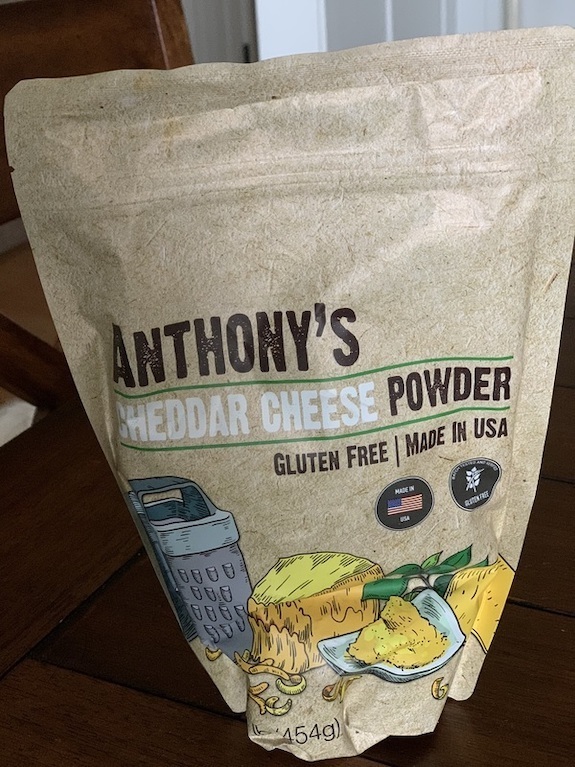 ANTHONY'S
CHEDDAR CHEESE POWDER
GLUTEN FREE | MADE IN USA
MADE IN
USA
GLUTEN FREE
454g)